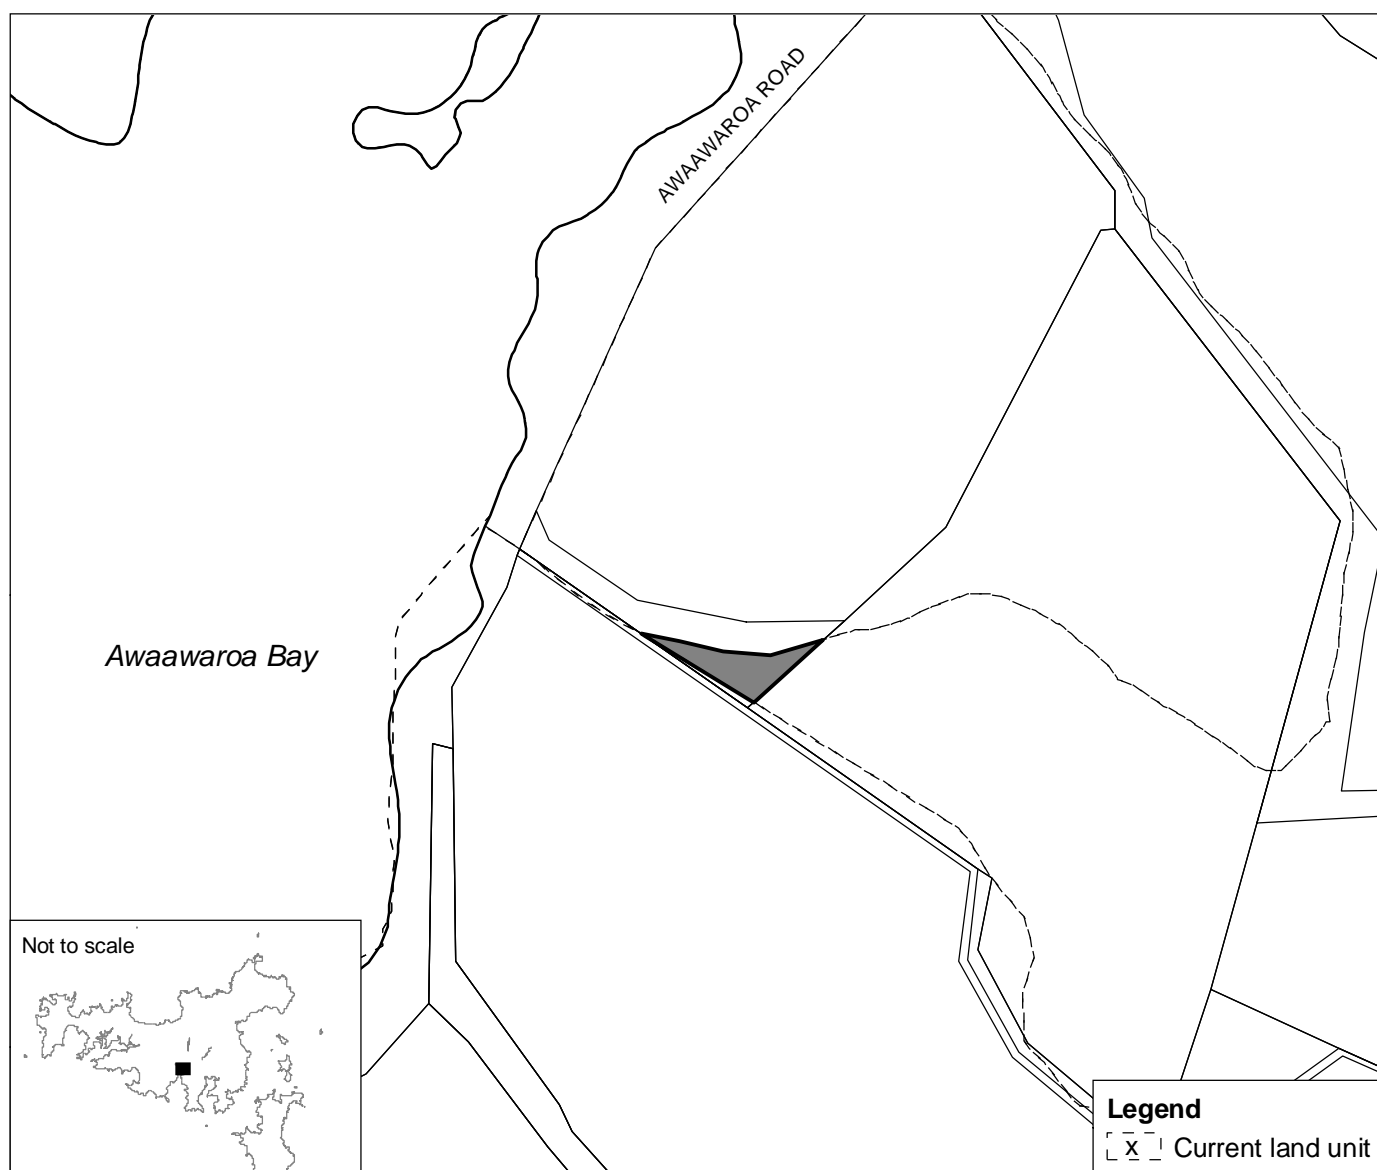 AWAAWAROA ROAD
Awaawaroa Bay
Not to scale
Legend
x Current land unit